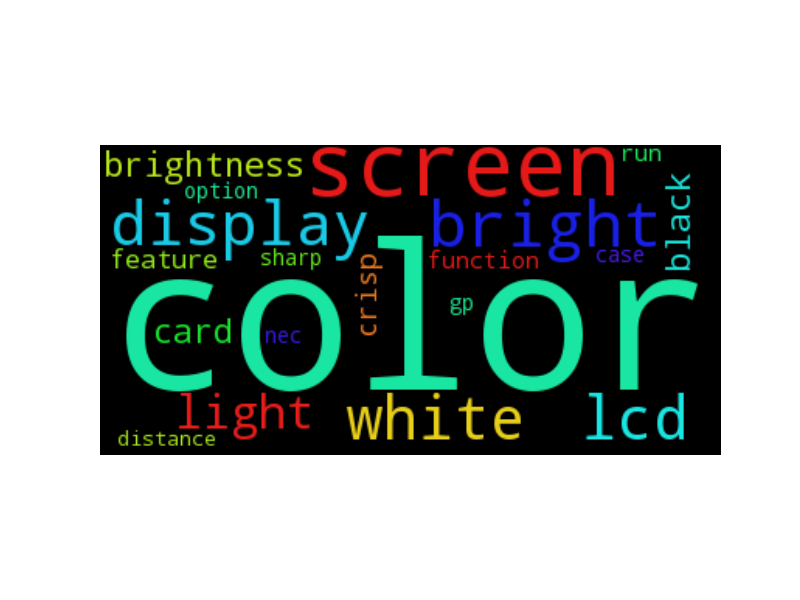 brightness
screen
run
option
black
display
bright
feature
sharp
crisp
function
case
color
card
nec
gp
light
white
lcd
distance